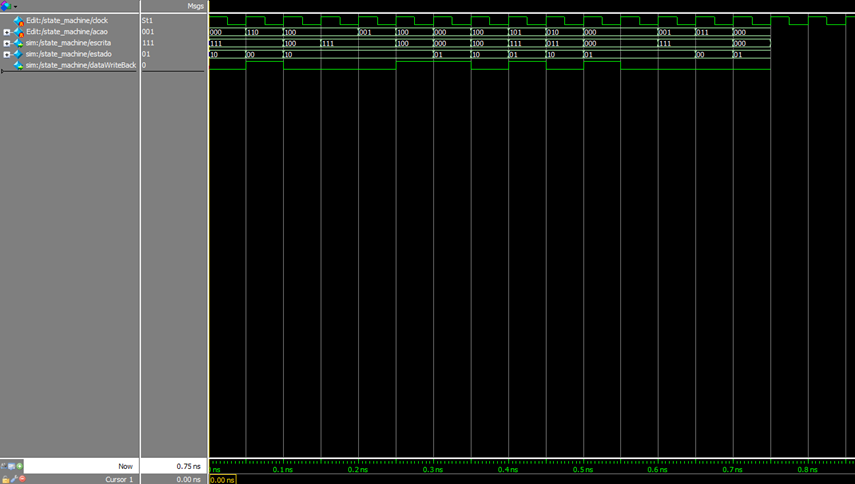 Msgs
Edit:/state_machine/clock St1
Edit:/state_machine/acao 001 000 110 100 001 100 000 100 101 010 000 001 011 000
sim:/state_machine/escrita 111 111 100 111 100 000 100 111 011 000 111 000
sim:/state_machine/estado 01 10 00 10 01 10 01 10 01 00 01
sim:/state_machine/dataWriteBack 0
Now 0.75 ns ns 0.1 ns 0.2 ns 0.3 ns 0.4 ns 0.5 ns 0.6 ns 0.7 ns 0.8 ns
Cursor 1 0.00 ns 0.00 ns